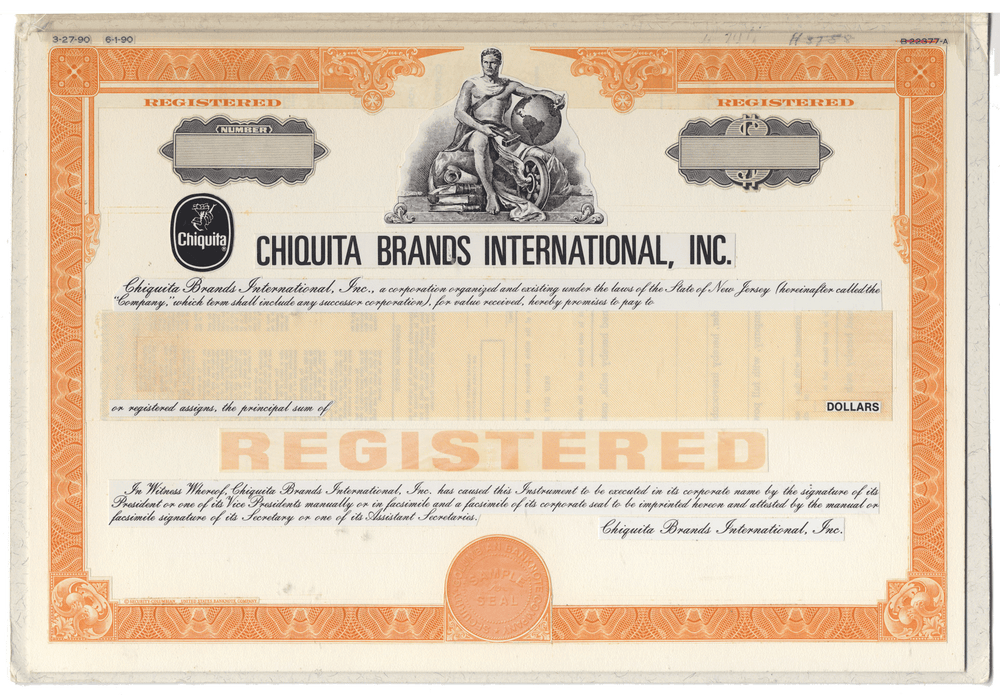 3-27-90 6-1-90
B-22877-A
REGISTERED REGISTERED
NUMBER
Chiquita
CHIQUITA BRANDS INTERNATIONAL, INC.
Chiquita Brands International, Inc., a corporation organized and existing under the laws of the State of New Jersey (hereinafter called the
"Company," which term shall include any successor corporation), for value received, hereby promises to pay to
or registered assigns, the principal sum of
DOLLARS
REGISTERED
In Witness Whereof, Chiquita Brands International, Inc. has caused this Instrument to be executed in its corporate name by the signature of its
President or one of its Vice Presidents manually or in facsimile and a facsimile of its corporate seal to be imprinted hereon and attested by the manual or
facsimile signature of its Secretary or one of its Assistant Secretaries.
Chiquita Brands International, Inc.
SAMPLE
SEAL
UNITED STATES BANKNOTE COMPANY